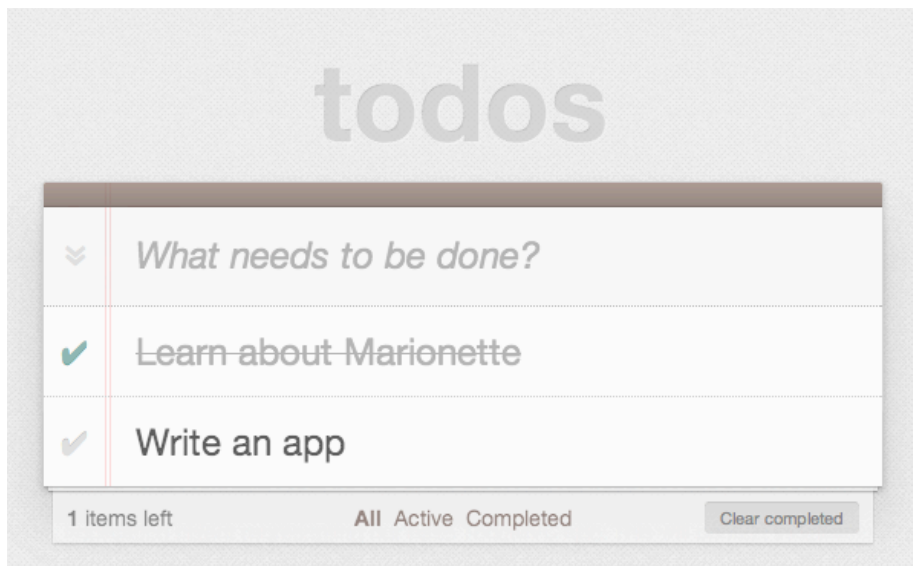 todos
What needs to be done?
Learn about Marionette
Write an app
1 items left All Active Completed Clear completed